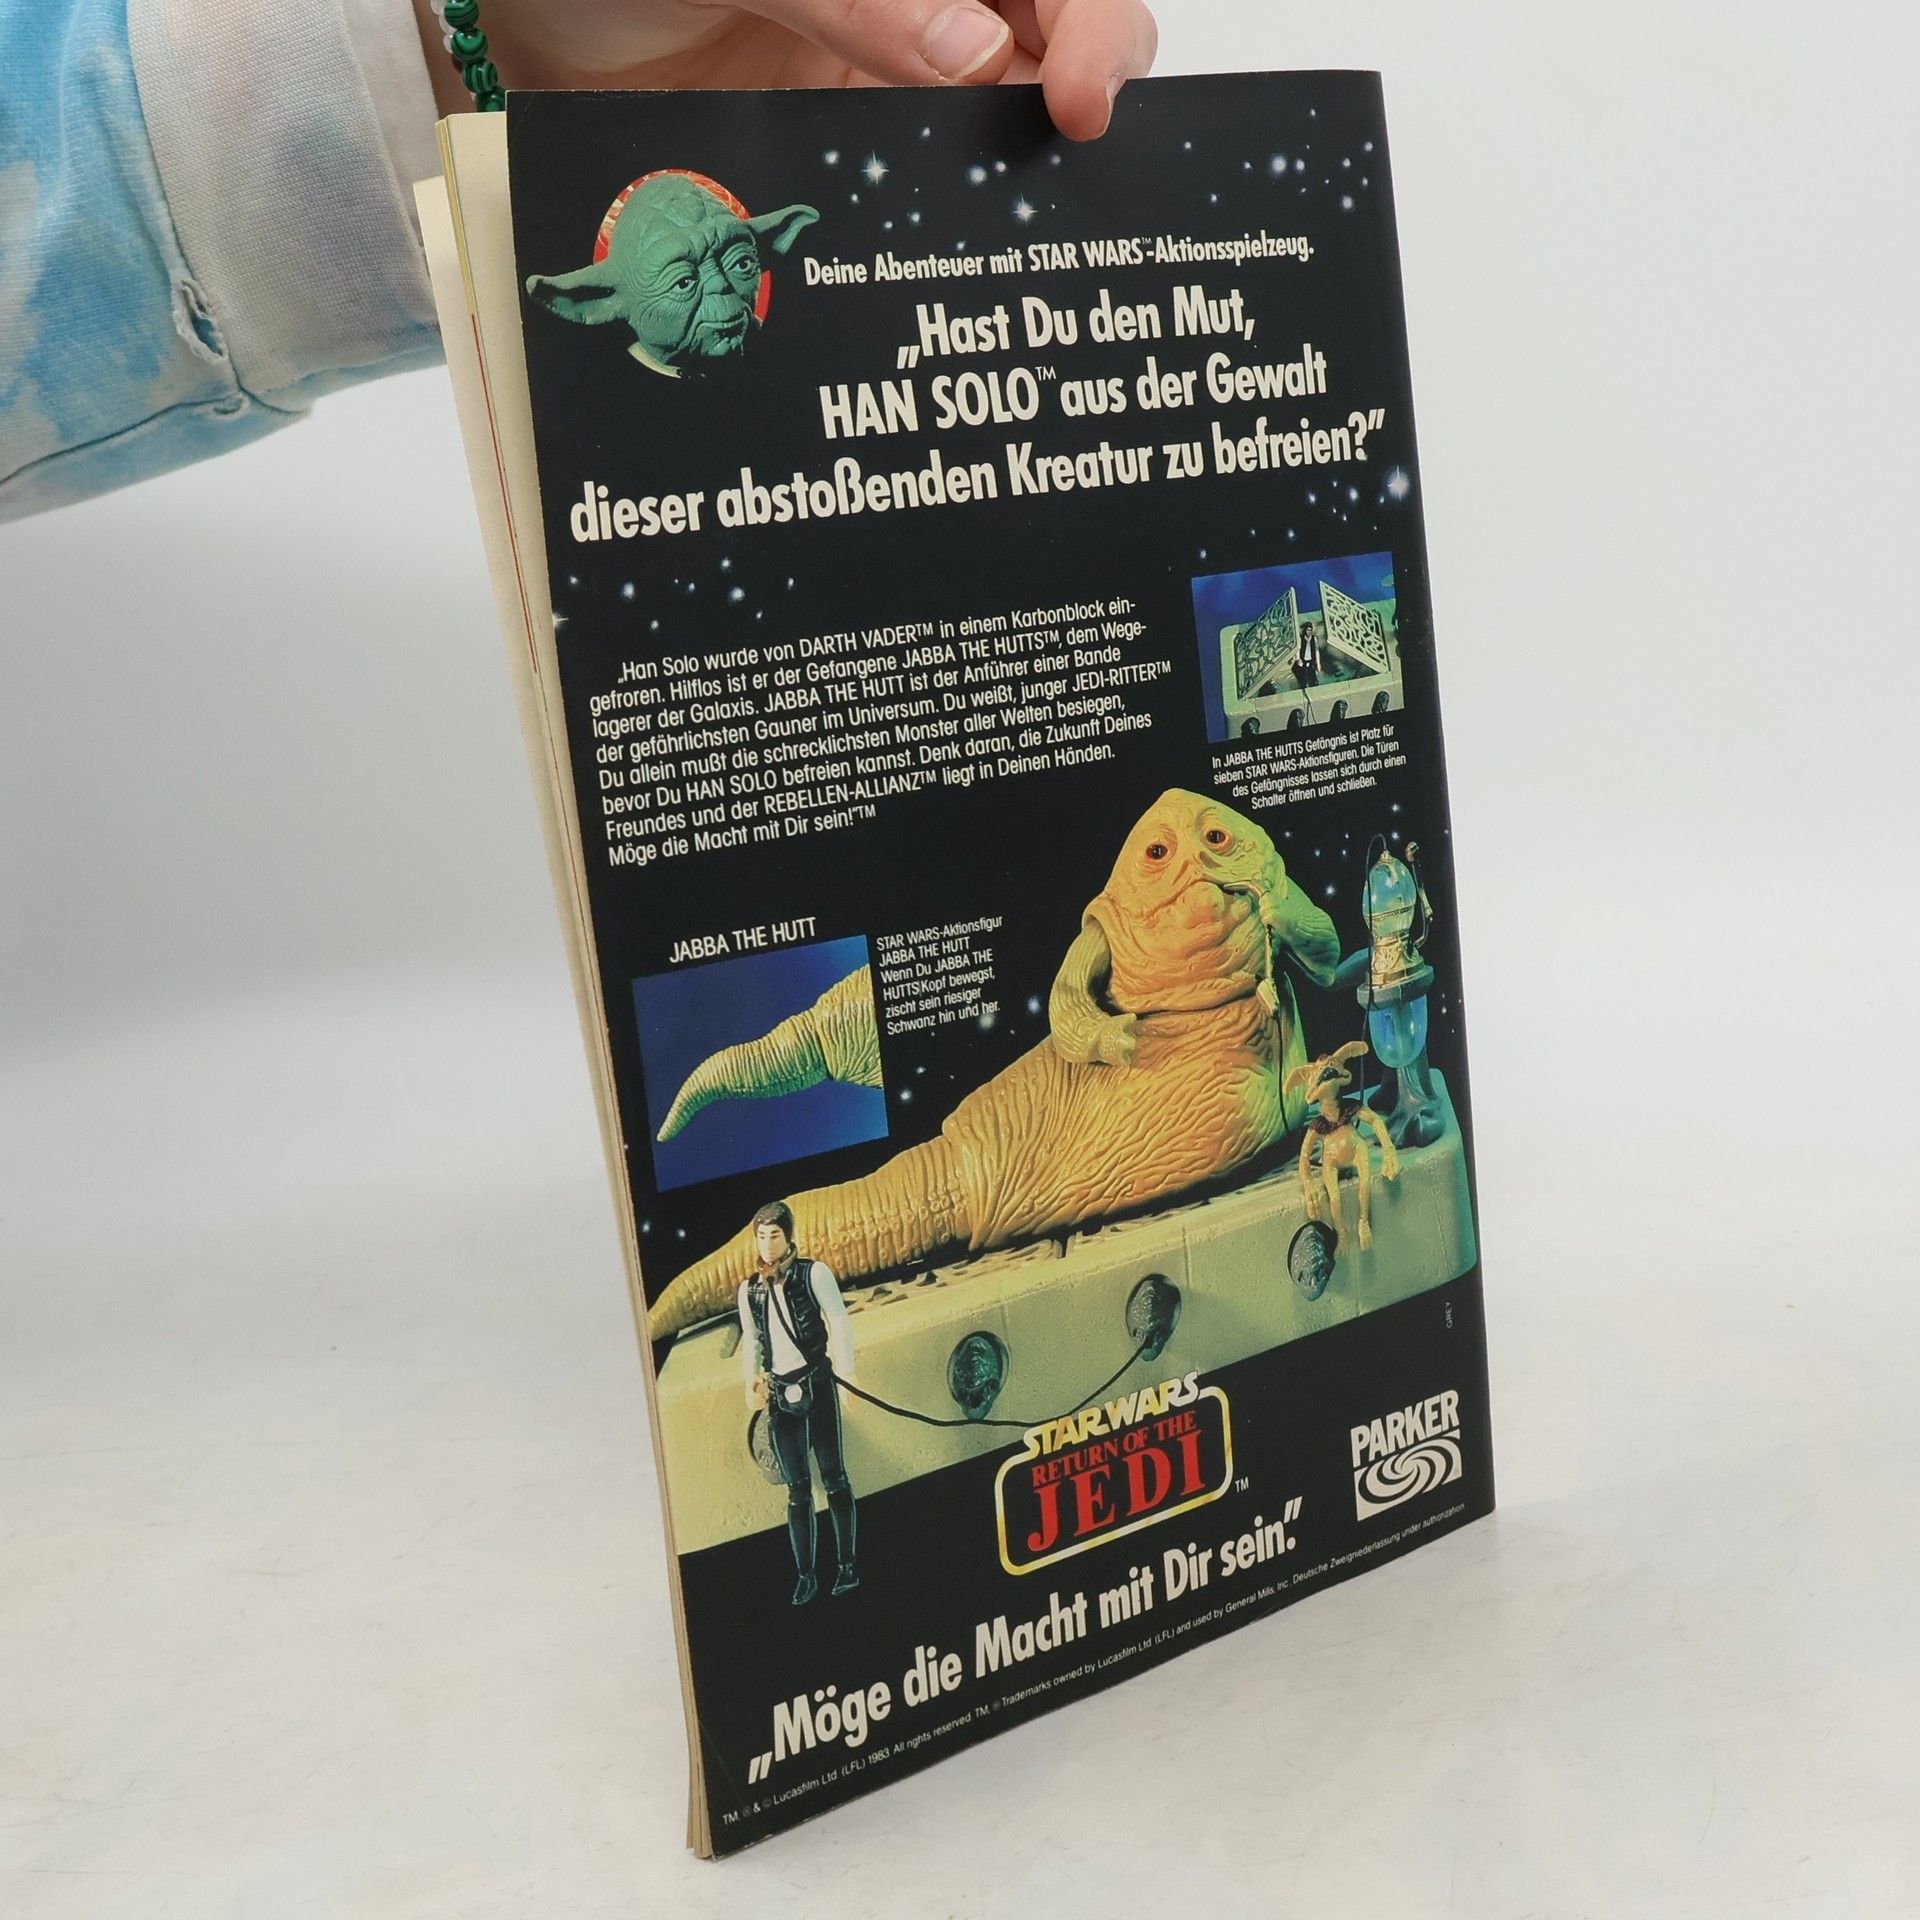 Deine Abenteuer mit STAR WARS™-Aktionsspielzeug.
„Hast Du den Mut,
HAN SOLO™ aus der Gewalt
dieser abstoßenden Kreatur zu befreien?”
„Han Solo wurde von DARTH VADER™ in einem Karbonblock ein-
gefroren. Hilflos ist er der Gefangene JABBA THE HUTTS™, dem Wege-
lagerer der Galaxis. JABBA THE HUTT ist der Anführer einer Bande
der gefährlichsten Gauner im Universum. Du weißt, junger JEDI-RITTER™
Du allein mußt die schrecklichsten Monster aller Welten besiegen,
bevor Du HAN SOLO befreien kannst. Denk daran, die Zukunft Deines
Freundes und der REBELLEN-ALLIANZ™ liegt in Deinen Händen.
Möge die Macht mit Dir sein!”™
In JABBA THE HUTTS Gefängnis ist Platz für
sieben STAR WARS-Aktionsfiguren. Die Türen
des Gefängnisses lassen sich durch einen
Schalter öffnen und schließen.
JABBA THE HUTT
STAR WARS-Aktionsfigur
JABBA THE HUTT
Wenn Du JABBA THE
HUTTS Kopf bewegst,
zischt sein riesiger
Schwanz hin und her.
GREY
STAR WARS
RETURN OF THE
JEDI
TM
PARKER
„Möge die Macht mit Dir sein.”
TM, ® & © Lucasfilm Ltd. (LFL) 1983 All rights reserved. TM, ® Trademarks owned by Lucasfilm Ltd. (LFL) and used by General Mills, Inc. Deutsche Zweigniederlassung under authorization